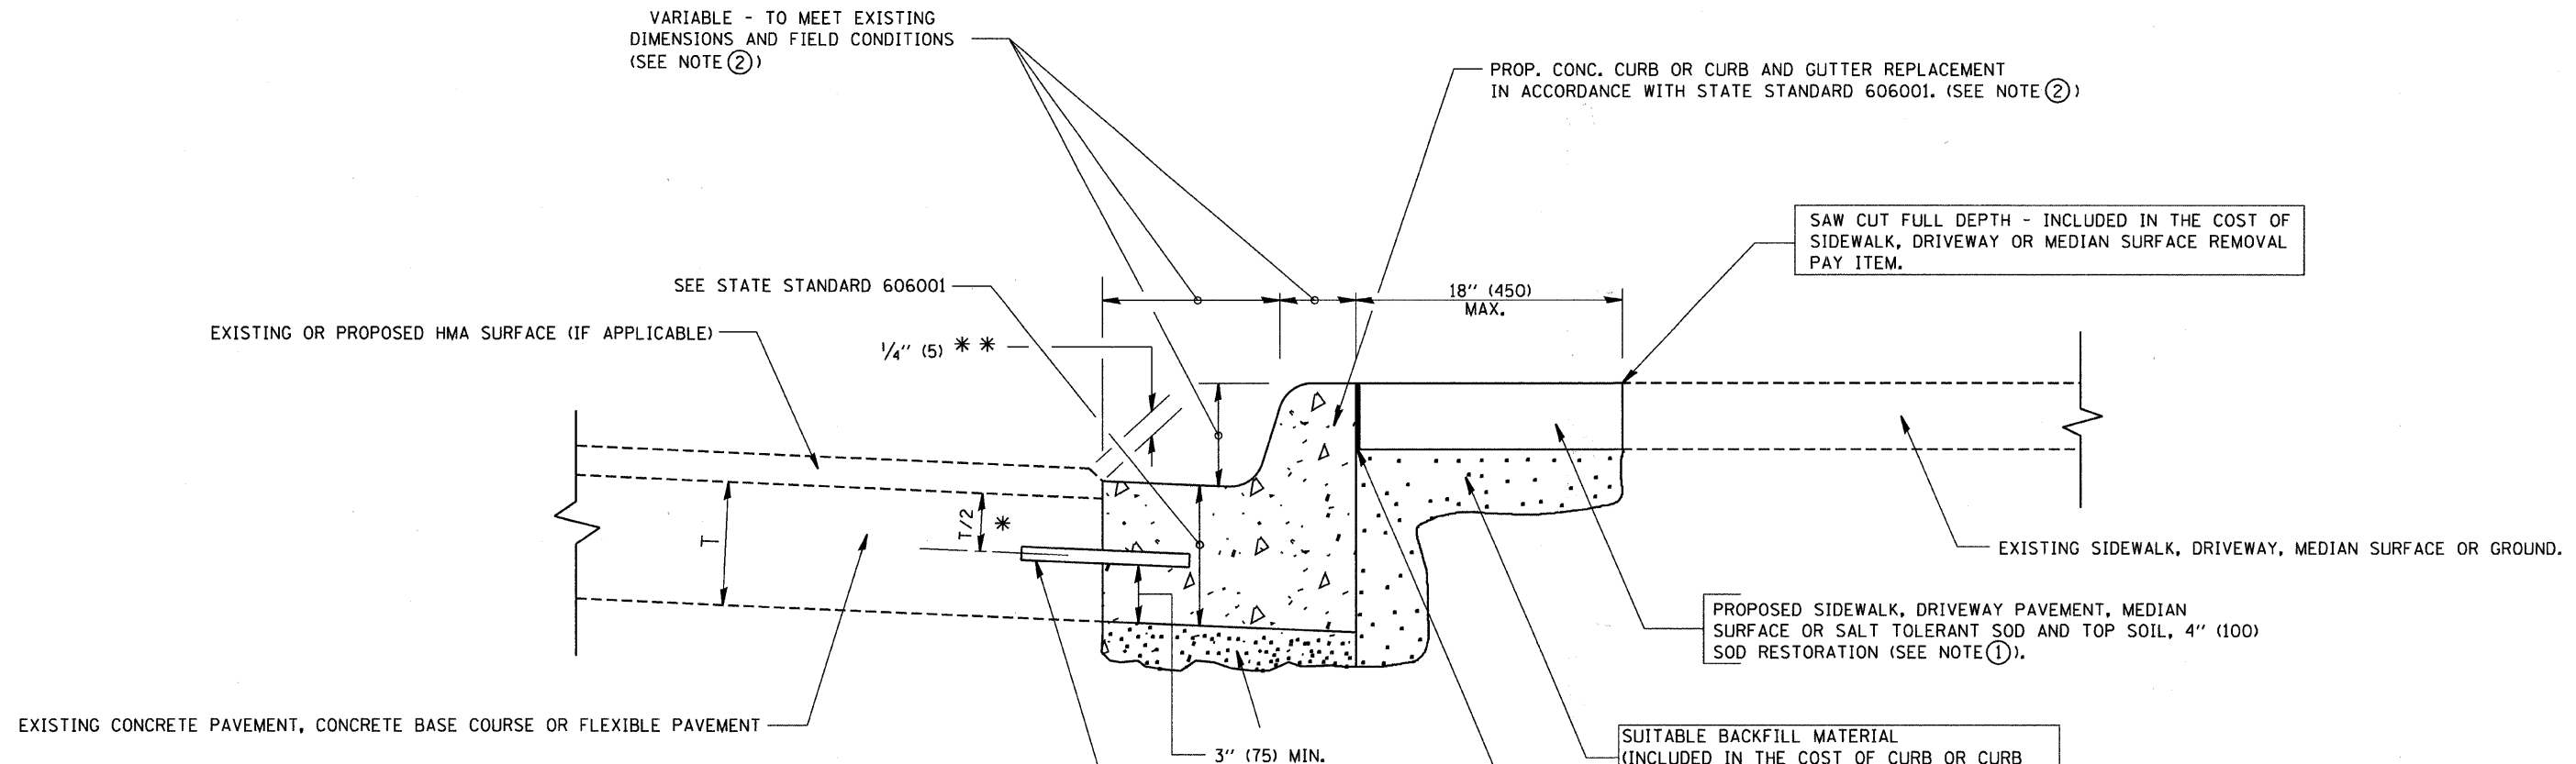 VARIABLE - TO MEET EXISTING
DIMENSIONS AND FIELD CONDITIONS
(SEE NOTE ②)
PROP. CONC. CURB OR CURB AND GUTTER REPLACEMENT
IN ACCORDANCE WITH STATE STANDARD 606001. (SEE NOTE ②)
SAW CUT FULL DEPTH - INCLUDED IN THE COST OF
SIDEWALK, DRIVEWAY OR MEDIAN SURFACE REMOVAL
PAY ITEM.
SEE STATE STANDARD 606001
18" (450)
MAX.
EXISTING OR PROPOSED HMA SURFACE (IF APPLICABLE)
1/4" (5) * *
T
T/2
*
EXISTING SIDEWALK, DRIVEWAY, MEDIAN SURFACE OR GROUND.
PROPOSED SIDEWALK, DRIVEWAY PAVEMENT, MEDIAN
SURFACE OR SALT TOLERANT SOD AND TOP SOIL, 4" (100)
SOD RESTORATION (SEE NOTE ①).
EXISTING CONCRETE PAVEMENT, CONCRETE BASE COURSE OR FLEXIBLE PAVEMENT
3" (75) MIN.
SUITABLE BACKFILL MATERIAL
(INCLUDED IN THE COST OF CURB OR CURB